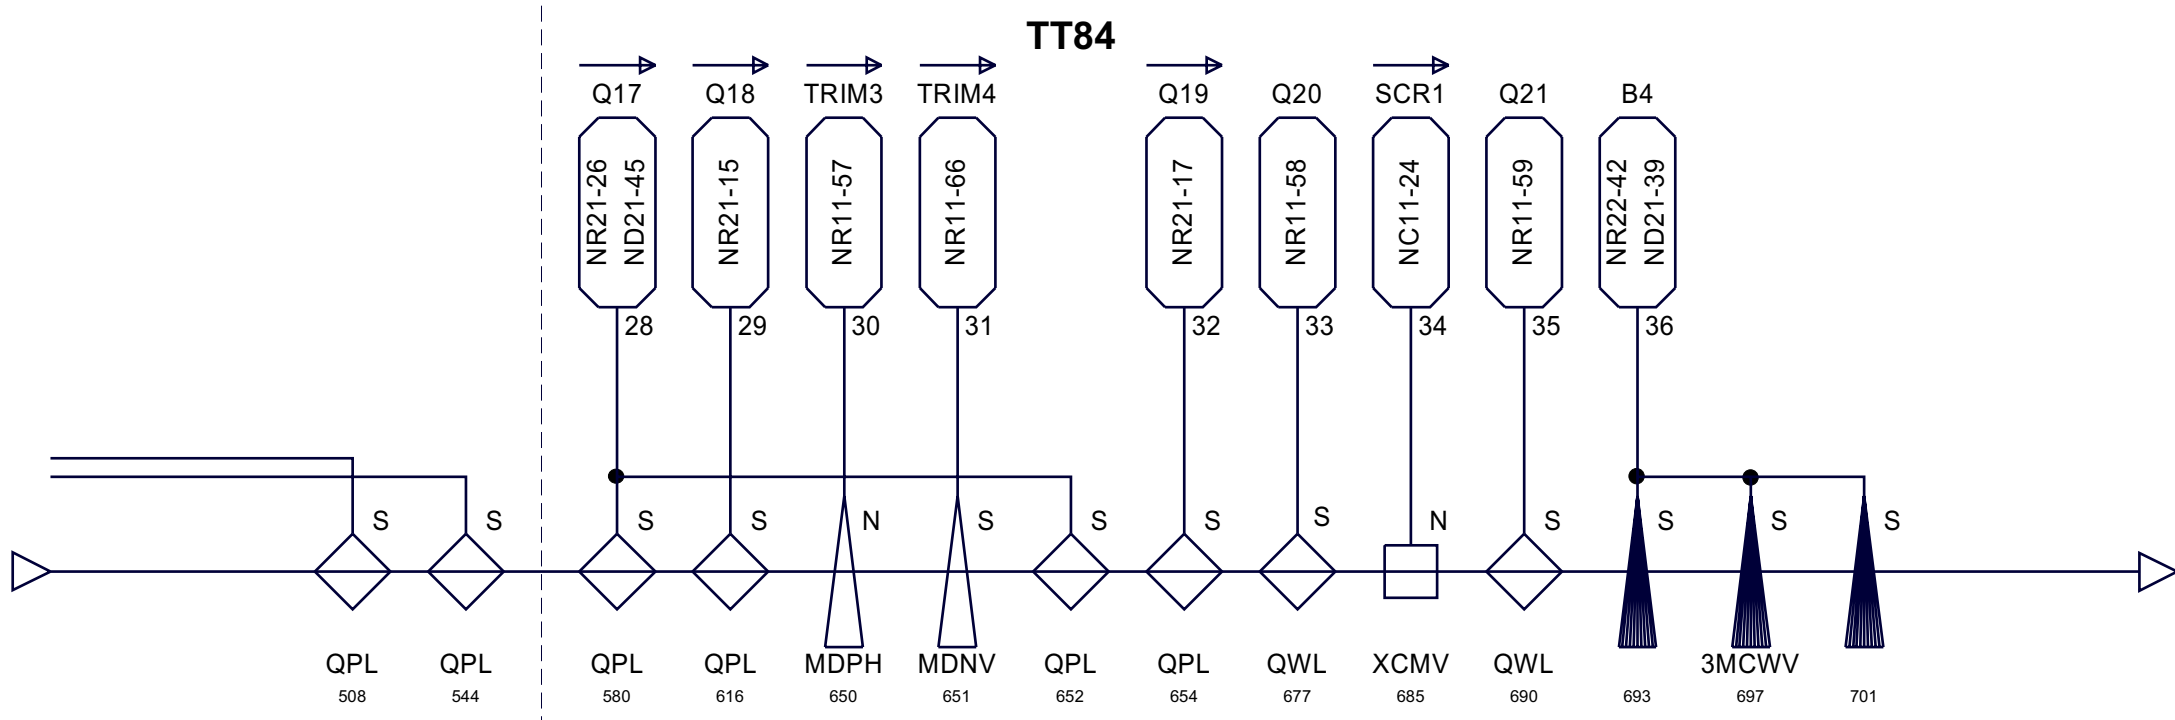 TT84
Q17 Q18 TRIM3 TRIM4 Q19 Q20 SCR1 Q21 B4
NR21-26 ND21-45 NR21-15 NR11-57 NR11-66 NR21-17 NR11-58 NC11-24 NR11-59 NR22-42 ND21-39
28 29 30 31 32 33 34 35 36
S S S S N S S S S N S S S S
QPL QPL QPL QPL MDPH MDNV QPL QPL QWL XCMV QWL 3MCWV
508 544 580 616 650 651 652 654 677 685 690 693 697 701